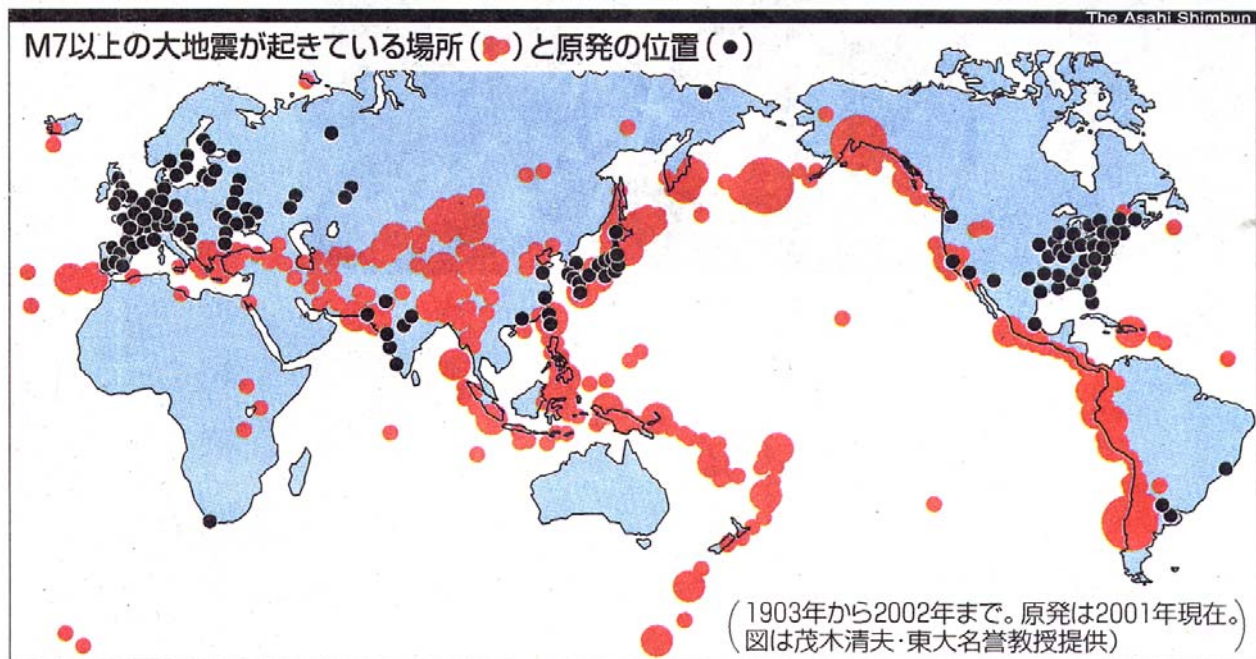 The Asahi Shimbun
M7以上の大地震が起きている場所()と原発の位置()
(1903年から2002年まで。原発は2001年現在。
図は茂木清夫・東大名誉教授提供)